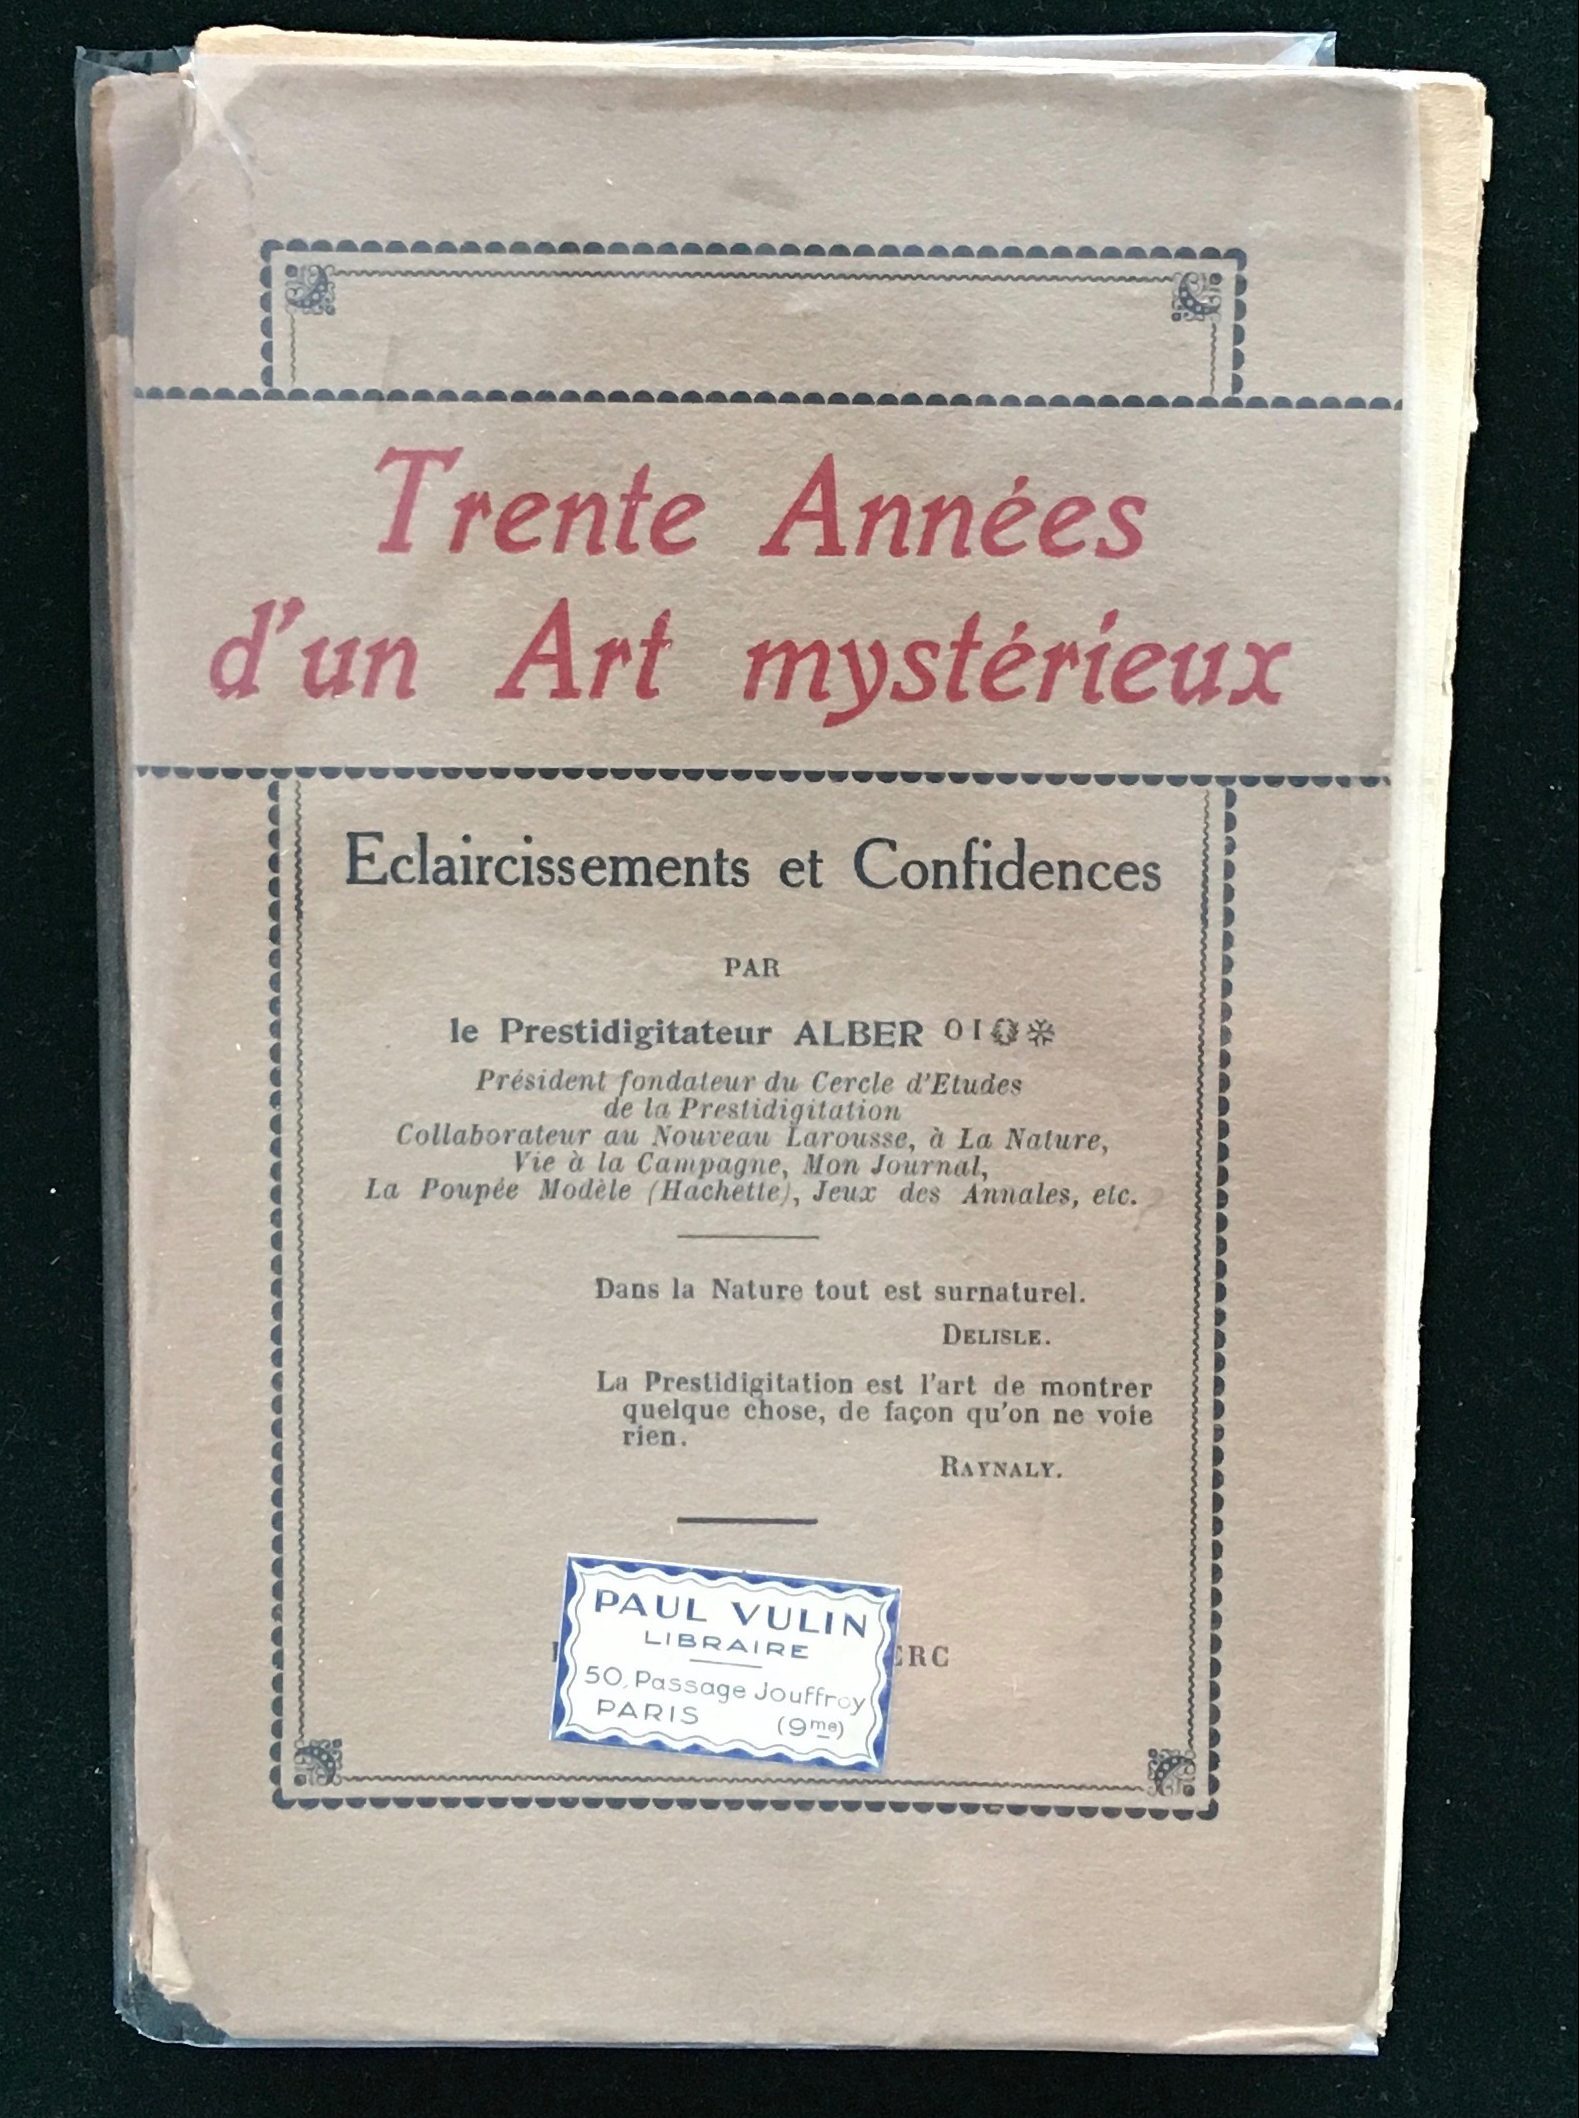 Trente Années
d'un Art mystérieux
Eclaircissements et Confidences
PAR
le Prestidigitateur ALBER O I
Président fondateur du Cercle d'Etudes
de la Prestidigitation
Collaborateur au Nouveau Larousse, à La Nature,
Vie à la Campagne, Mon Journal,
La Poupée Modèle (Hachette), Jeux des Annales, etc.
Dans la Nature tout est surnaturel.
DELISLE.
La Prestidigitation est l'art de montrer
quelque chose, de façon qu'on ne voie
rien.
RAYNALY.
PAUL VULIN
LIBRAIRE
50, Passage Jouffroy
PARIS (9me)